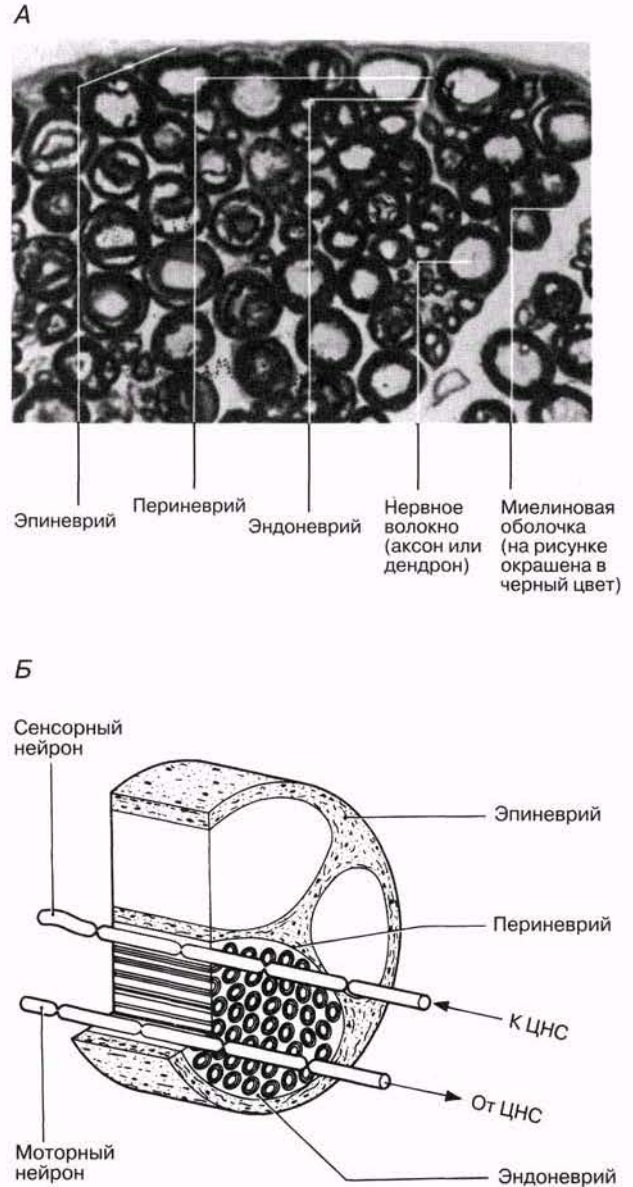 А
Эпиневрий
Периневрий
Эндоневрий
Нервное
волокно
(аксон или
дендрон)
Миелиновая
оболочка
(на рисунке
окрашена в
черный цвет)
Б
Сенсорный
нейрон
Эпиневрий
Периневрий
К ЦНС
От ЦНС
Моторный
нейрон
Эндоневрий